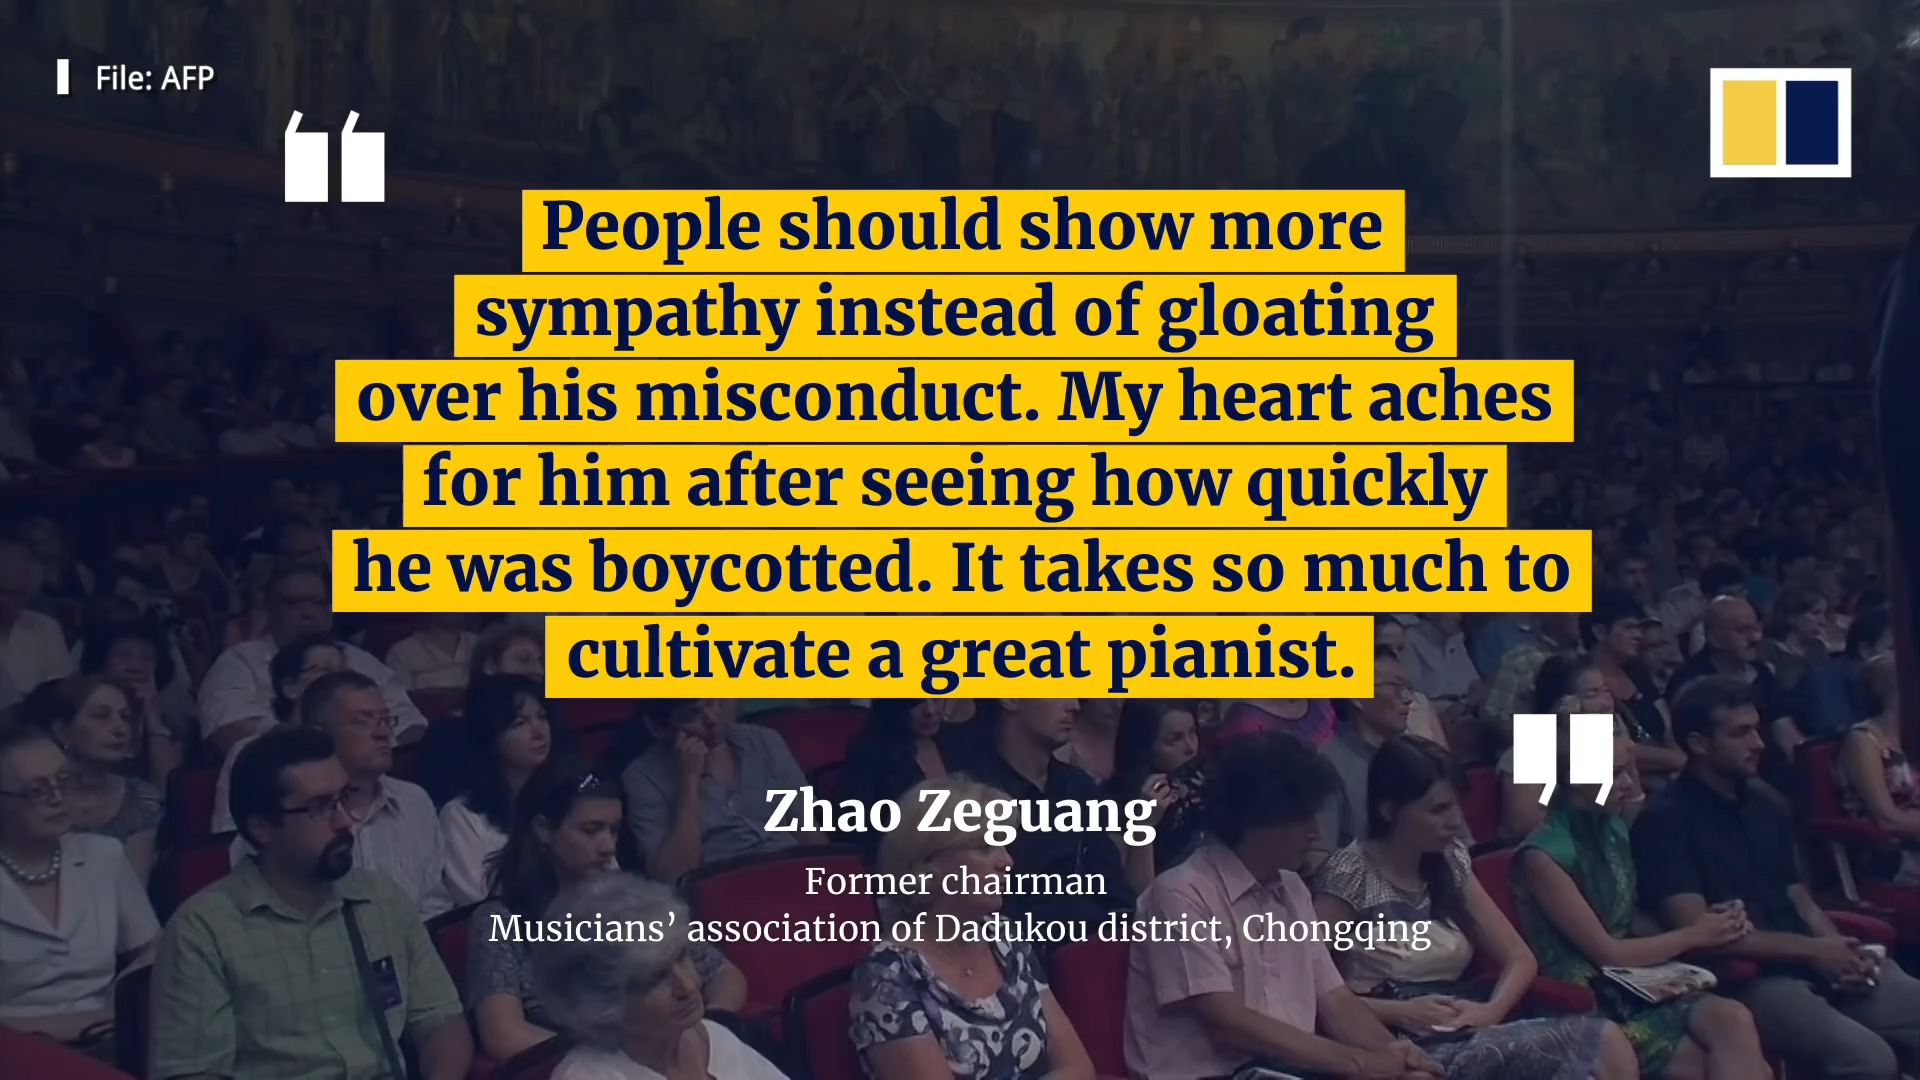 File: AFP
“
People should show more
sympathy instead of gloating
over his misconduct. My heart aches
for him after seeing how quickly
he was boycotted. It takes so much to
cultivate a great pianist.
”
Zhao Zeguang
Former chairman
Musicians’ association of Dadukou district, Chongqing